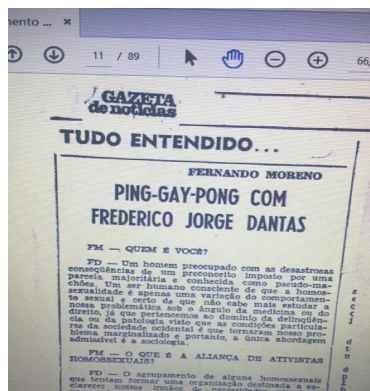 mento ... ×
11 / 89
66,
GAZETA
de notícias
TUDO ENTENDIDO...
FERNANDO MORENO
PING-GAY-PONG COM
FREDERICO JORGE DANTAS
FM — QUEM É VOCÊ?
FD — Um homem preocupado com as desastrosas
conseqüências de um preconceito imposto por uma
parcela majoritária e conhecida como pseudo-ma-
chões. Um ser humano consciente de que a homos-
sexualidade é apenas uma variação do comportamen-
to sexual e certo de que não cabe mais estudar a
nossa problemática sob o ângulo da medicina ou do
direito, já que pertencemos ao domínio da delinqüên-
cia ou da patologia visto que as condições particula-
res da sociedade ocidental é que tornaram nosso pro-
blema marginalizado e portanto, a única abordagem
admissível é a sociologia.
FM — O QUE É A ALIANÇA DE ATIVISTAS
HOMOSSEXUAIS?
FD — O agrupamento de alguns homossexuais
que tentam formar uma organização destinada a es-
clarecer nossos irmãos